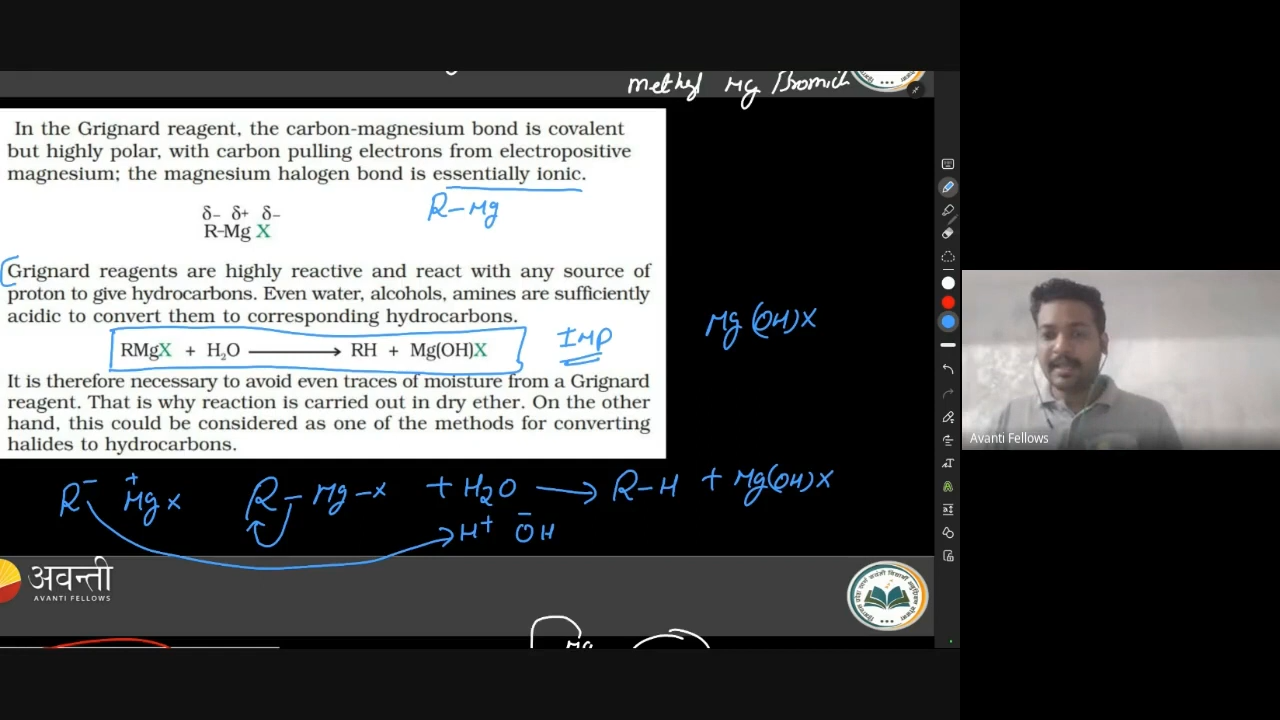 methyl Mg Bromid
In the Grignard reagent, the carbon-magnesium bond is covalent
but highly polar, with carbon pulling electrons from electropositive
magnesium; the magnesium halogen bond is essentially ionic.
R-Mg
δ– δ+ δ–
R-Mg X
Grignard reagents are highly reactive and react with any source of
proton to give hydrocarbons. Even water, alcohols, amines are sufficiently
acidic to convert them to corresponding hydrocarbons.
Mg(OH)X
IMP
RMgX + H₂O ⟶ RH + Mg(OH)X
It is therefore necessary to avoid even traces of moisture from a Grignard
reagent. That is why reaction is carried out in dry ether. On the other
hand, this could be considered as one of the methods for converting
halides to hydrocarbons.
Avanti Fellows
R⁻ ⁺MgX R-Mg-X + H₂O ⟶ R-H + Mg(OH)X
H⁺ ⁻OH
अवन्ती
AVANTI FELLOWS
Mg